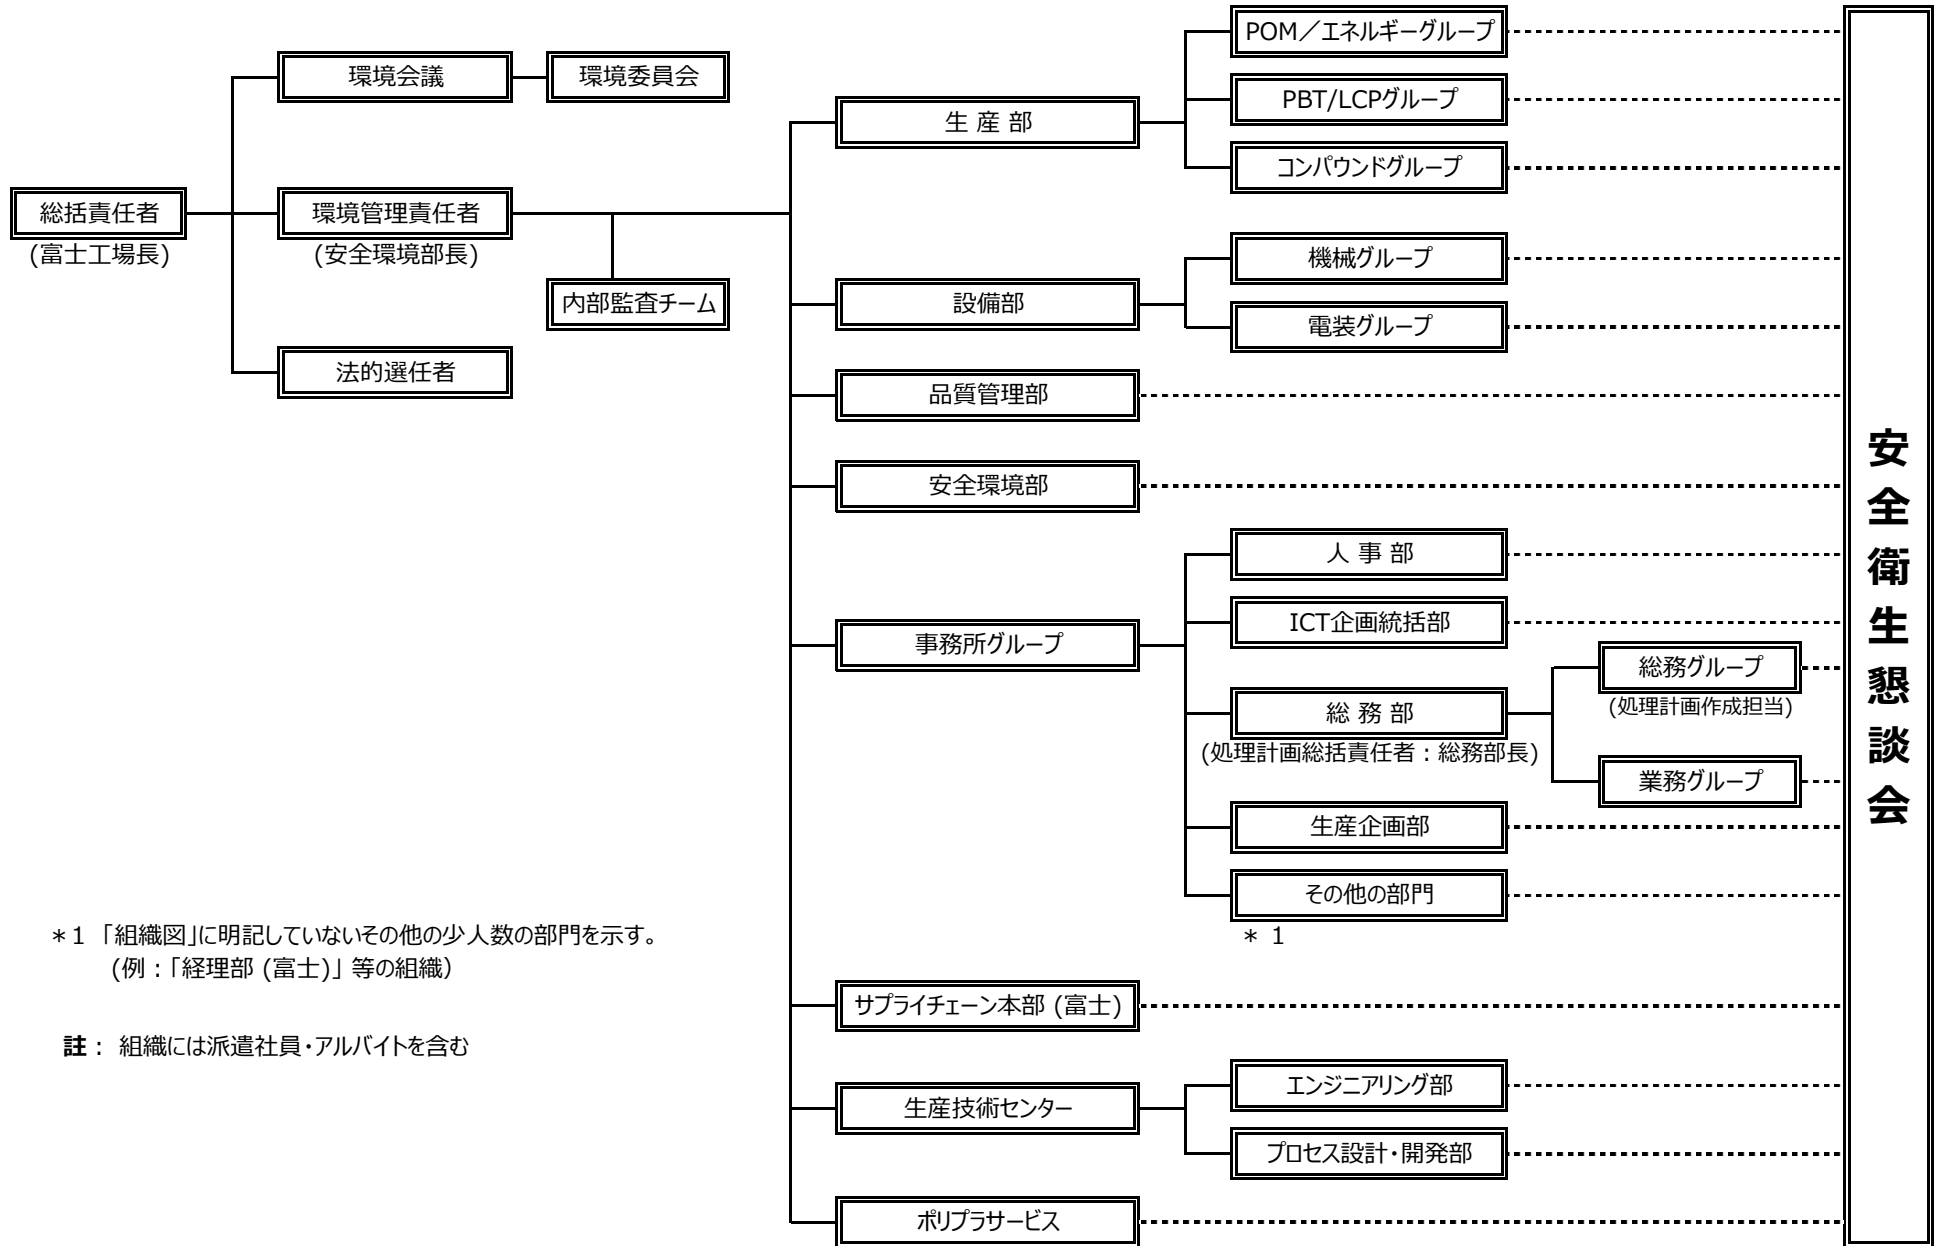 POM／エネルギーグループ
環境会議
環境委員会
PBT/LCPグループ
生 産 部
コンパウンドグループ
総括責任者
(富士工場長)
環境管理責任者
(安全環境部長)
機械グループ
内部監査チーム
設備部
電装グループ
法的選任者
品質管理部
安全環境部
人 事 部
ICT企画統括部
事務所グループ
総務グループ
(処理計画作成担当)
総 務 部
(処理計画総括責任者：総務部長)
業務グループ
生産企画部
その他の部門
＊ 1
＊1 「組織図」に明記していないその他の少人数の部門を示す。
(例：「経理部 (富士)」 等の組織）
サプライチェーン本部 (富士)
註： 組織には派遣社員・アルバイトを含む
エンジニアリング部
生産技術センター
プロセス設計・開発部
ポリプラサービス
安全衛生懇談会